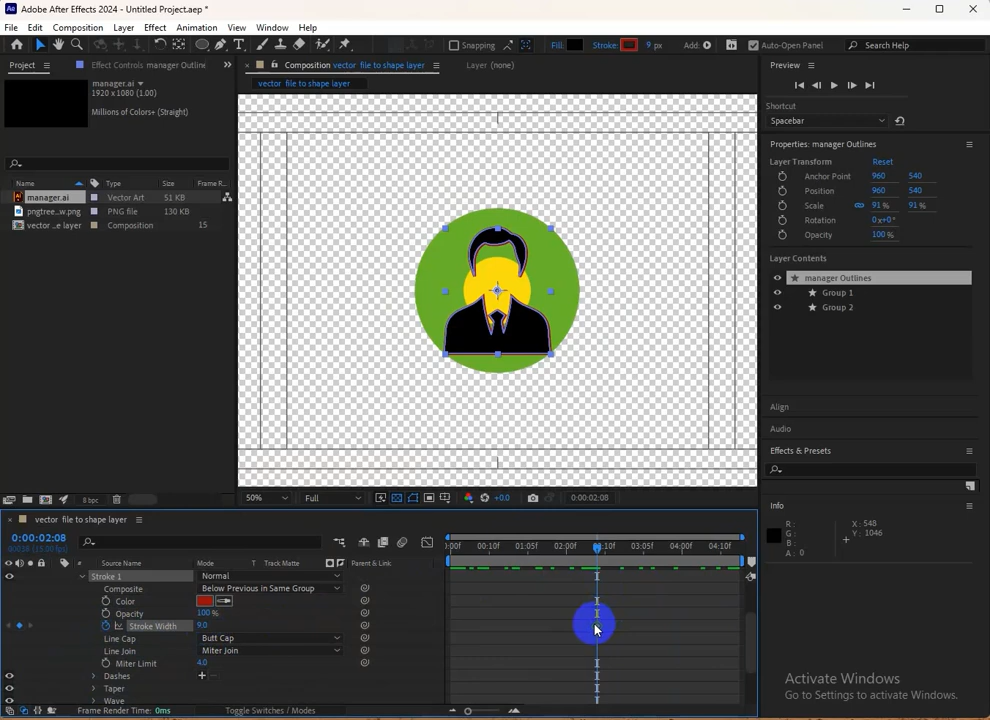 Adobe After Effects 2024 - Untitled Project.aep *
File Edit Composition Layer Effect Animation View Window Help
Snapping Fill: Stroke: 9 px Add: Auto-Open Panel Search Help
Project Effect Controls manager Outline
Composition vector file to shape layer Layer (none)
vector file to shape layer
manager.ai
1920 x 1080 (1.00)
Millions of Colors+ (Straight)
Name Type Size Frame R...
manager.ai Vector Art 51 KB
pngtree...w.png PNG file 130 KB
vector ...e layer Composition 15
8 bpc
50% Full +0.0 0:00:02:08
Preview
Shortcut
Spacebar
Properties: manager Outlines
Layer Transform Reset
Anchor Point 960 540
Position 960 540
Scale 91 % 91 %
Rotation 0x+0°
Opacity 100 %
Layer Contents
manager Outlines
Group 1
Group 2
Align
Audio
Effects & Presets
Info
R:
G:
B:
A: 0
X: 548
Y: 1046
vector file to shape layer
0:00:02:08
Source Name Mode T Track Matte Parent & Link
:00f 00:10f 01:05f 02:00f 02:10f 03:05f 04:00f 04:10f
Stroke 1 Normal
Composite Below Previous in Same Group
Color
Opacity 100 %
Stroke Width 9.0
Line Cap Butt Cap
Line Join Miter Join
Miter Limit 4.0
Dashes
Taper
Wave
Frame Render Time: 0ms Toggle Switches / Modes
Activate Windows
Go to Settings to activate Windows.